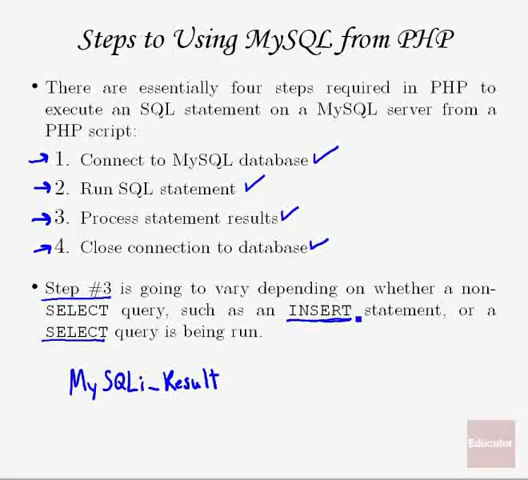 Steps to Using MySQL from PHP
• There are essentially four steps required in PHP to
execute an SQL statement on a MySQL server from a
PHP script:
1. Connect to MySQL database
2. Run SQL statement
3. Process statement results
4. Close connection to database
• Step #3 is going to vary depending on whether a non-
SELECT query, such as an INSERT statement, or a
SELECT query is being run.
MySQLi_Result
Educator